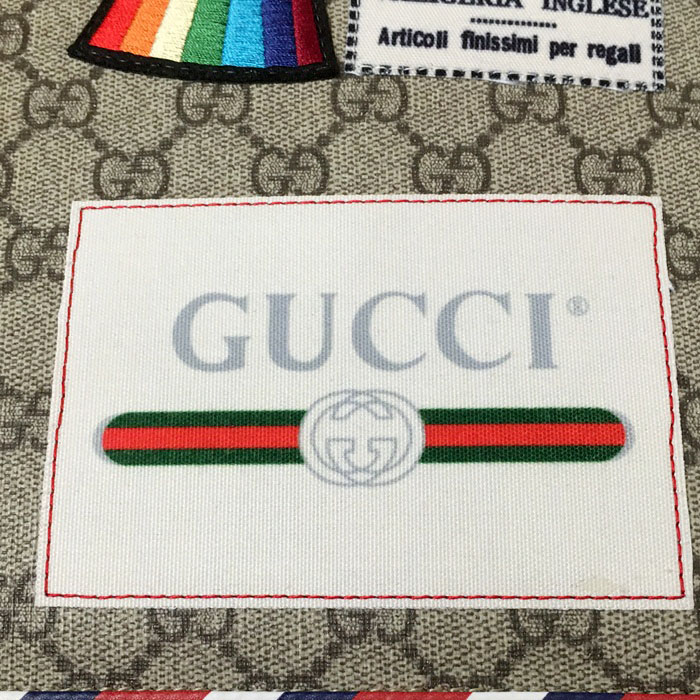 INGLESE
Articoli finissimi per regali
GUCCI®